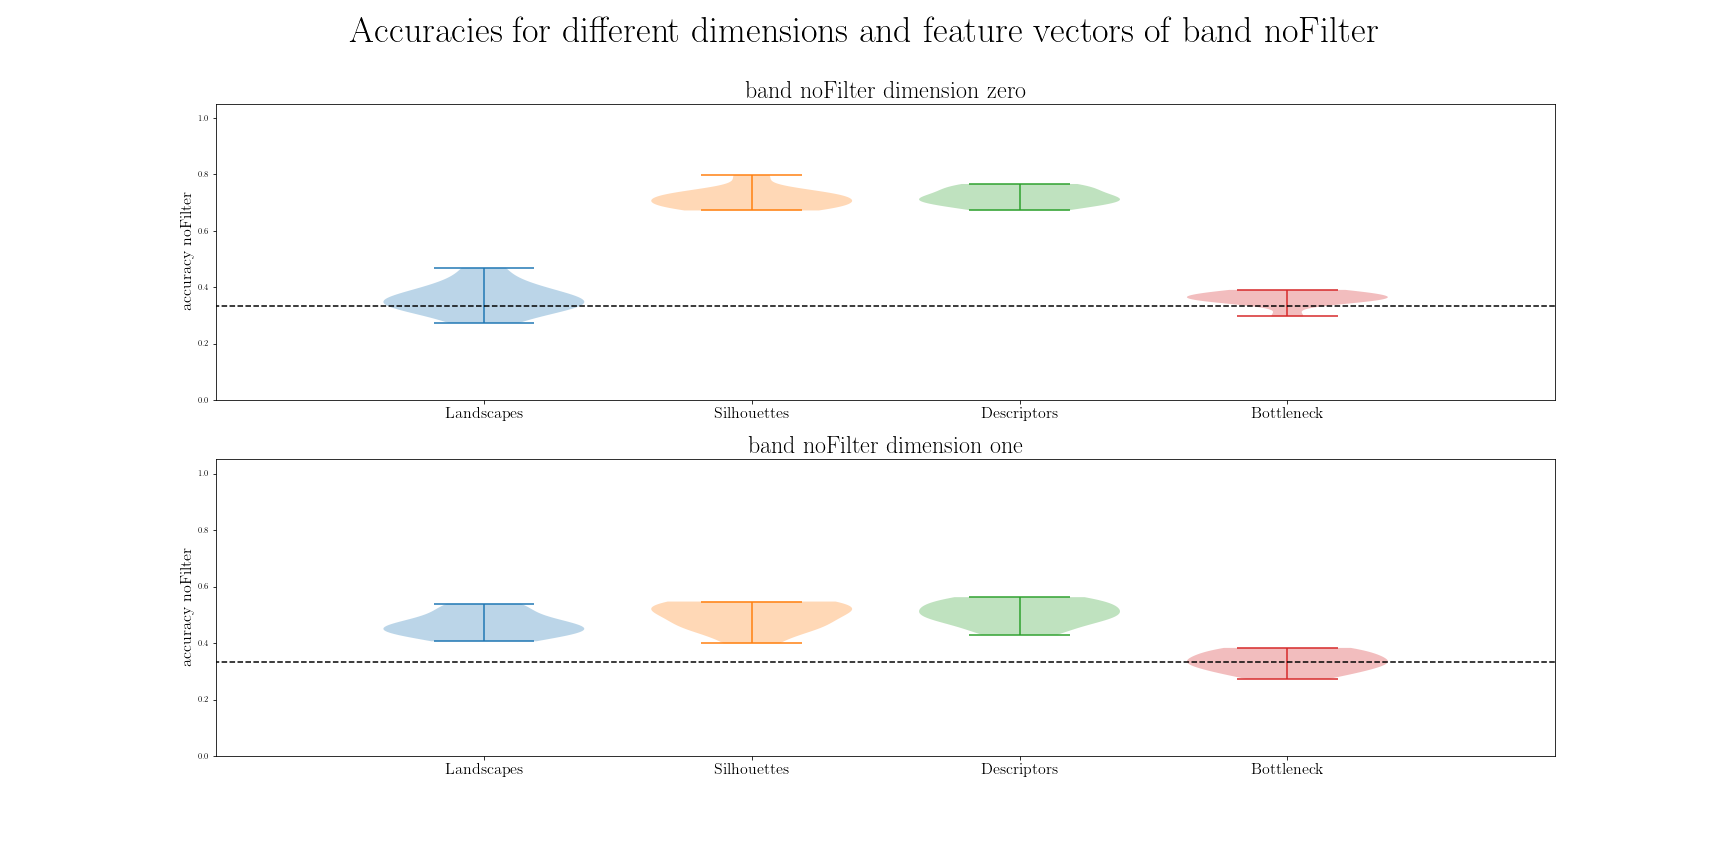 Accuracies for different dimensions and feature vectors of band noFilter
band noFilter dimension zero
1.0
0.8
0.6
0.4
0.2
0.0
accuracy noFilter
Landscapes Silhouettes Descriptors Bottleneck
band noFilter dimension one
1.0
0.8
0.6
0.4
0.2
0.0
accuracy noFilter
Landscapes Silhouettes Descriptors Bottleneck